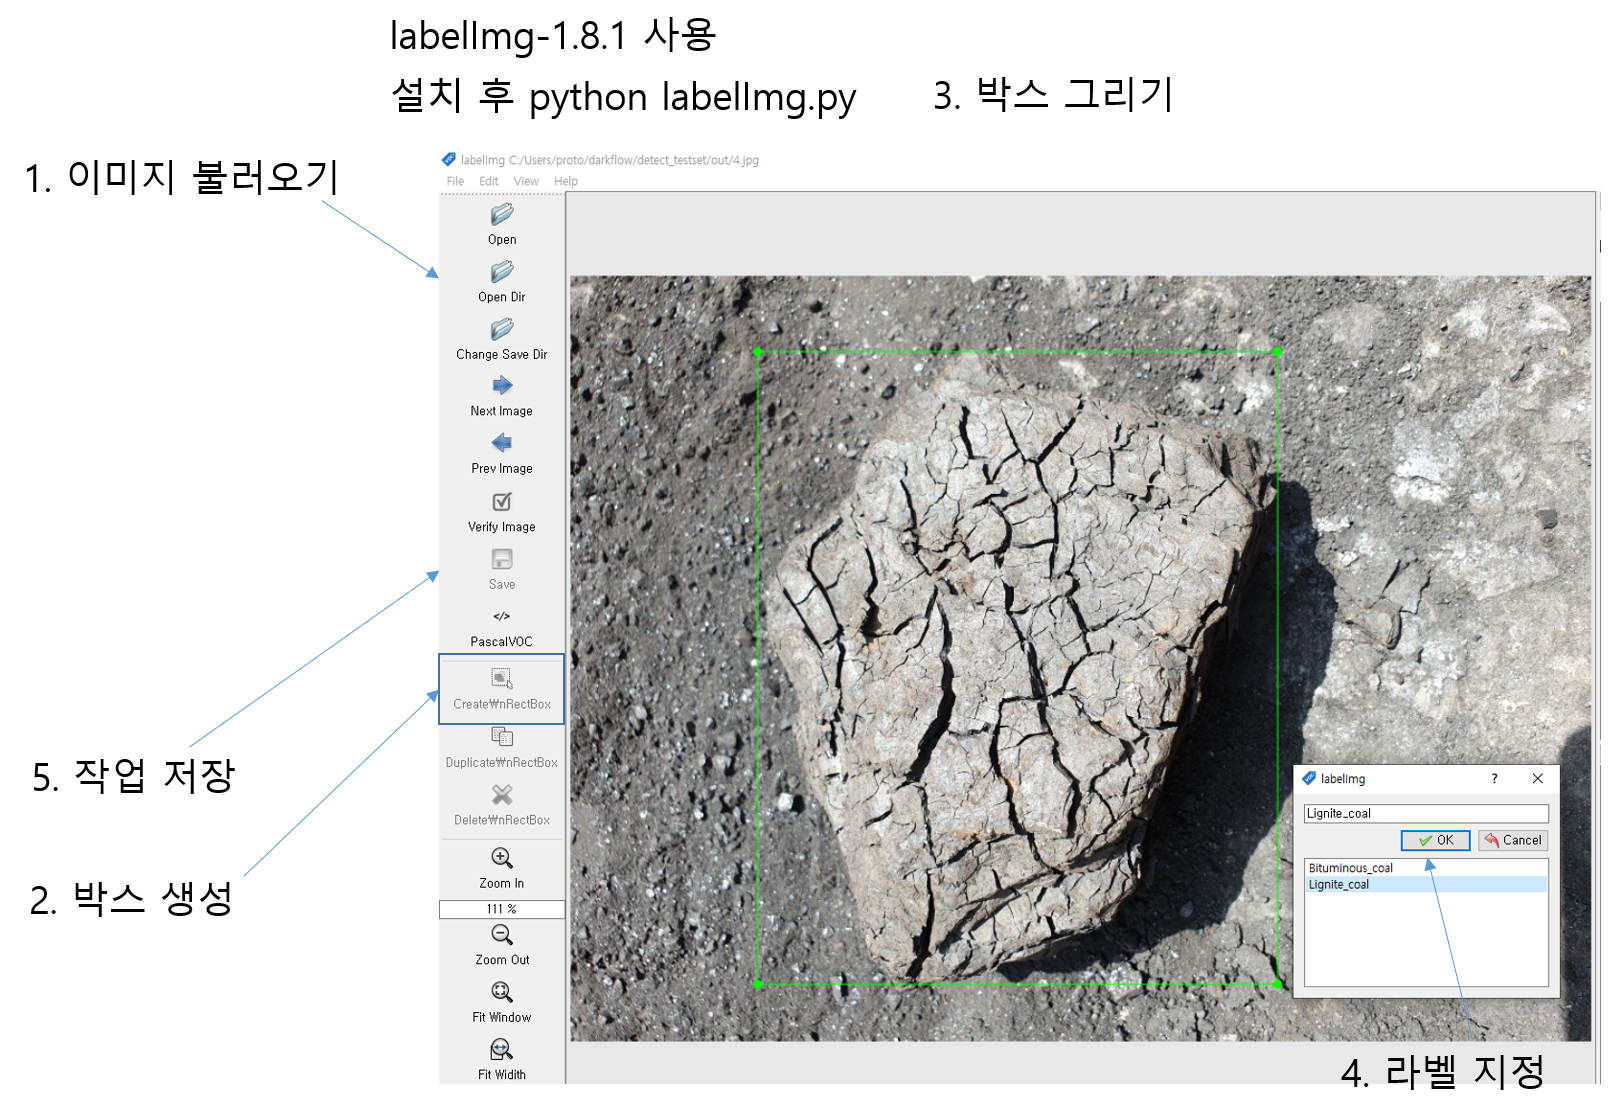 labelImg-1.8.1 사용
설치 후 python labelImg.py
3. 박스 그리기
1. 이미지 불러오기
labelImg C:/Users/proto/darkflow/detect_testset/out/4.jpg
File Edit View Help
Open
Open Dir
Change Save Dir
Next Image
Prev Image
Verify Image
Save
</>
PascalVOC
Create₩nRectBox
Duplicate₩nRectBox
Delete₩nRectBox
Zoom In
111 %
Zoom Out
Fit Window
Fit Width
5. 작업 저장
2. 박스 생성
labelImg ?
Lignite_coal
OK Cancel
Bituminous_coal
Lignite_coal
4. 라벨 지정